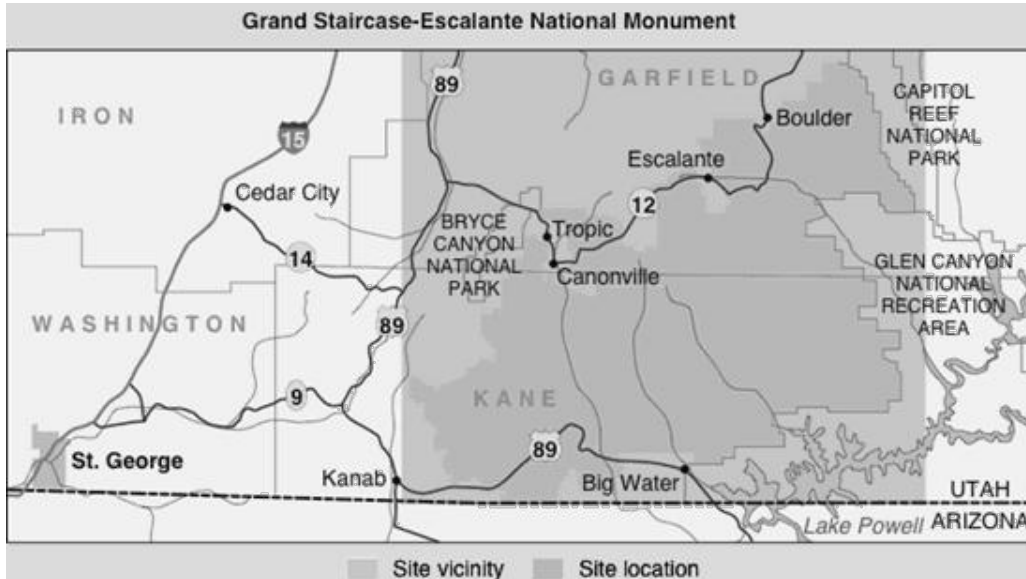 Grand Staircase-Escalante National Monument
89
GARFIELD
IRON
CAPITOL
REEF
NATIONAL
PARK
15
Boulder
Escalante
Cedar City
12
BRYCE
CANYON
NATIONAL
PARK
Tropic
14
Canonville
GLEN CANYON
NATIONAL
RECREATION
AREA
WASHINGTON
89
9
KANE
St. George
89
Kanab
Big Water
UTAH
Lake Powell
ARIZONA
Site vicinity
Site location